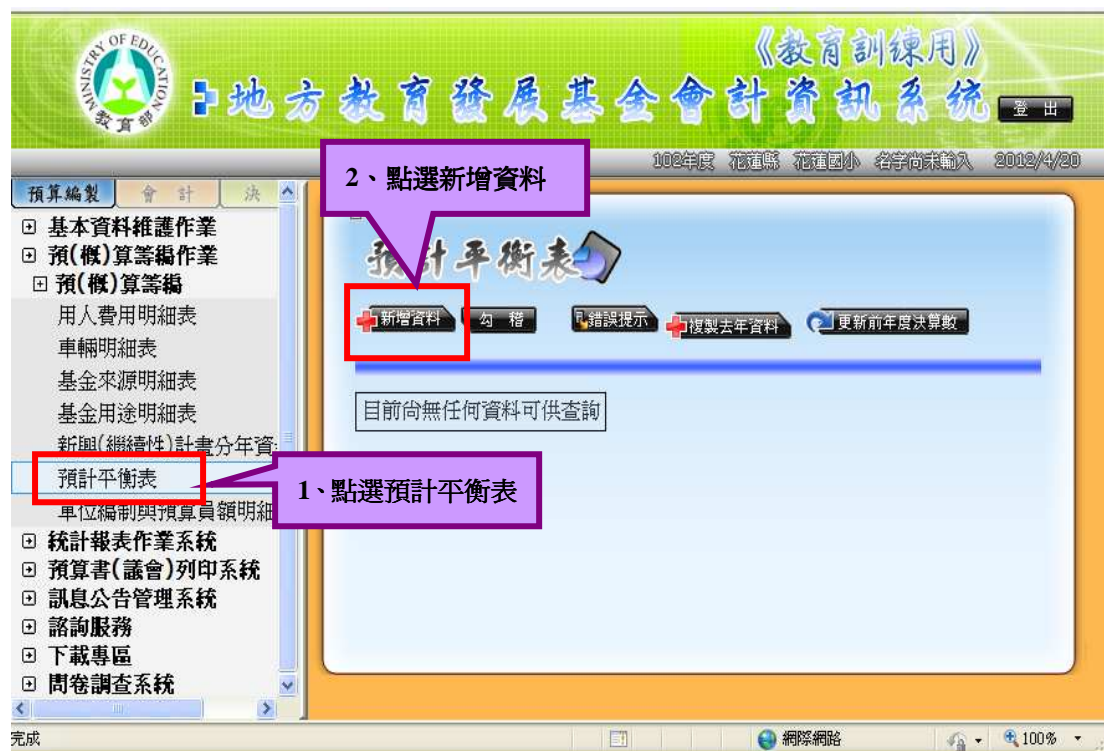 MINISTRY OF EDUCATION
教育部
《教育訓練用》
地方教育發展基金會計資訊系統
登出
102年度 花蓮縣 花蓮國小 名字尚未輸入 2012/4/20
預算編製 會計 決
基本資料維護作業
預(概)算籌編作業
預(概)算籌編
用人費用明細表
車輛明細表
基金來源明細表
基金用途明細表
新興(繼續性)計畫分年資
預計平衡表
單位編制與預算員額明細
統計報表作業系統
預算書(議會)列印系統
訊息公告管理系統
諮詢服務
下載專區
問卷調查系統
2、點選新增資料
預計平衡表
新增資料 勾稽 錯誤提示 複製去年資料 更新前年度決算數
目前尚無任何資料可供查詢
1、點選預計平衡表
完成 網際網路 100%